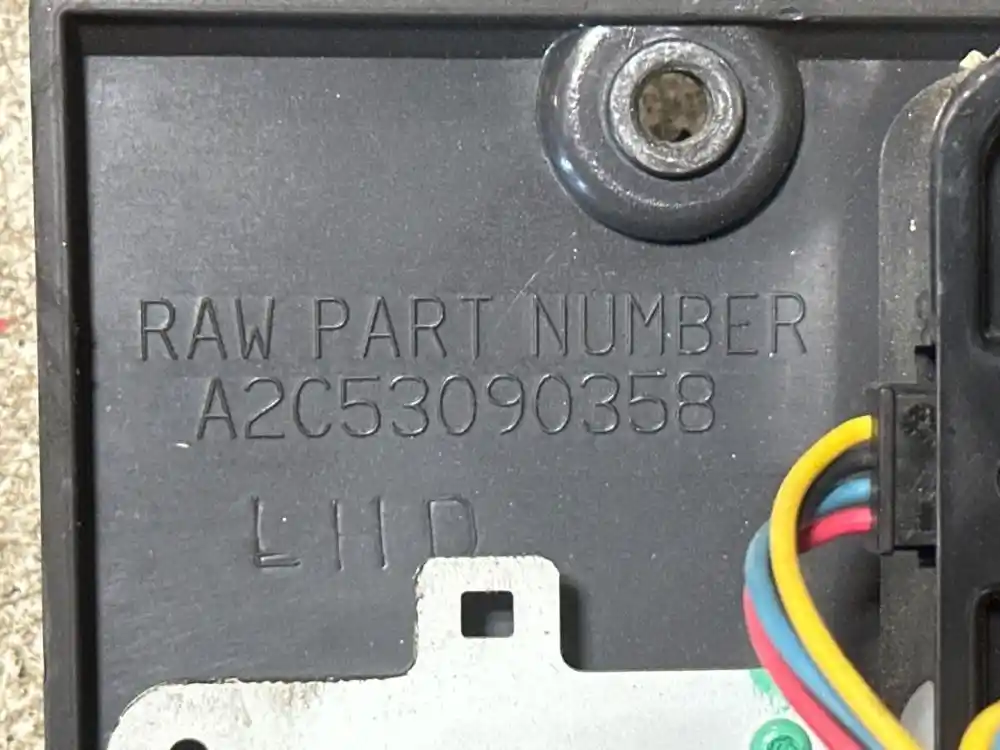 RAW PART NUMBER
A2C53090358
LHD